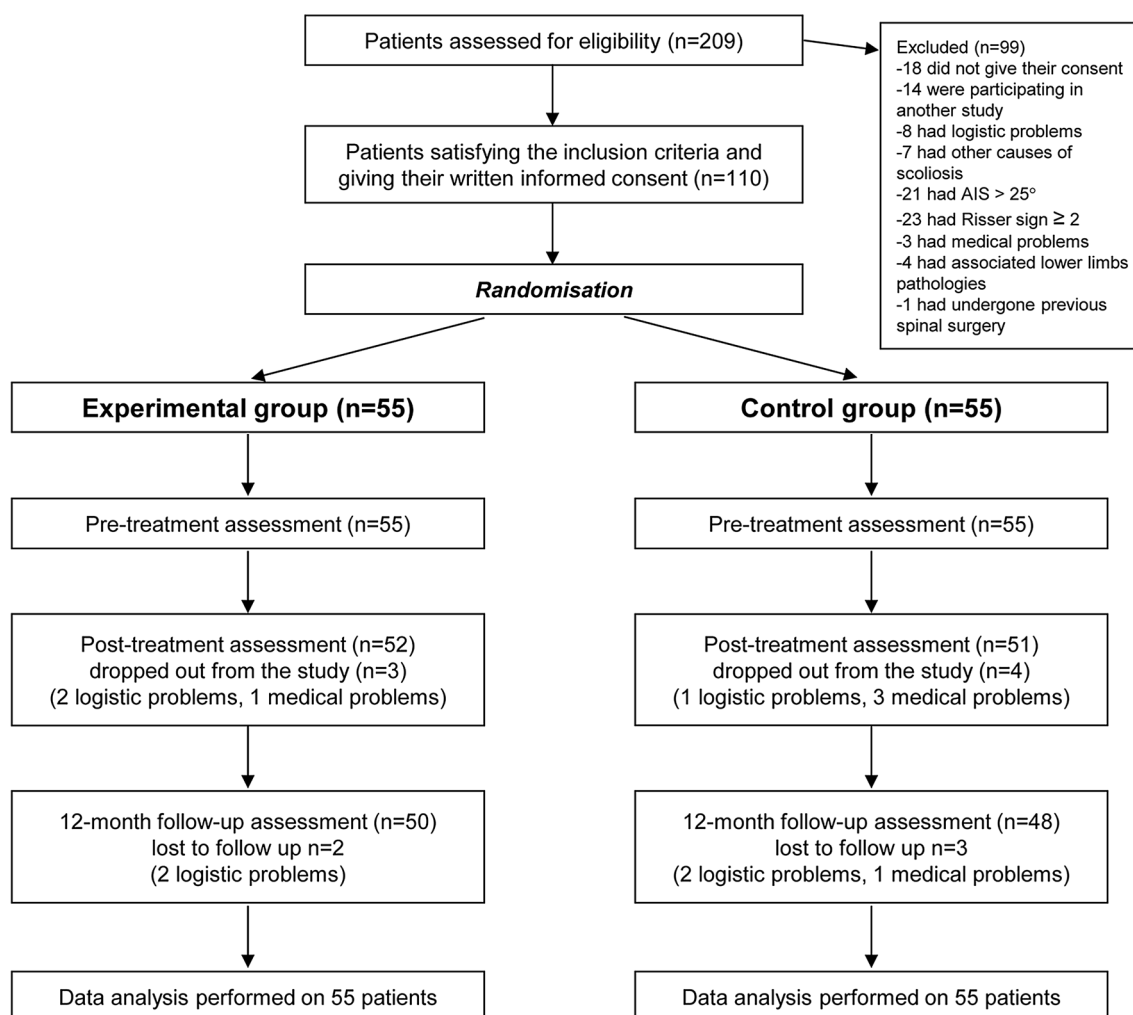 Patients assessed for eligibility (n=209)
Excluded (n=99)
-18 did not give their consent
-14 were participating in
another study
-8 had logistic problems
-7 had other causes of
scoliosis
-21 had AIS > 25°
-23 had Risser sign ≥ 2
-3 had medical problems
-4 had associated lower limbs
pathologies
-1 had undergone previous
spinal surgery
Patients satisfying the inclusion criteria and
giving their written informed consent (n=110)
Randomisation
Experimental group (n=55)
Pre-treatment assessment (n=55)
Post-treatment assessment (n=52)
dropped out from the study (n=3)
(2 logistic problems, 1 medical problems)
12-month follow-up assessment (n=50)
lost to follow up n=2
(2 logistic problems)
Data analysis performed on 55 patients
Control group (n=55)
Pre-treatment assessment (n=55)
Post-treatment assessment (n=51)
dropped out from the study (n=4)
(1 logistic problems, 3 medical problems)
12-month follow-up assessment (n=48)
lost to follow up n=3
(2 logistic problems, 1 medical problems)
Data analysis performed on 55 patients